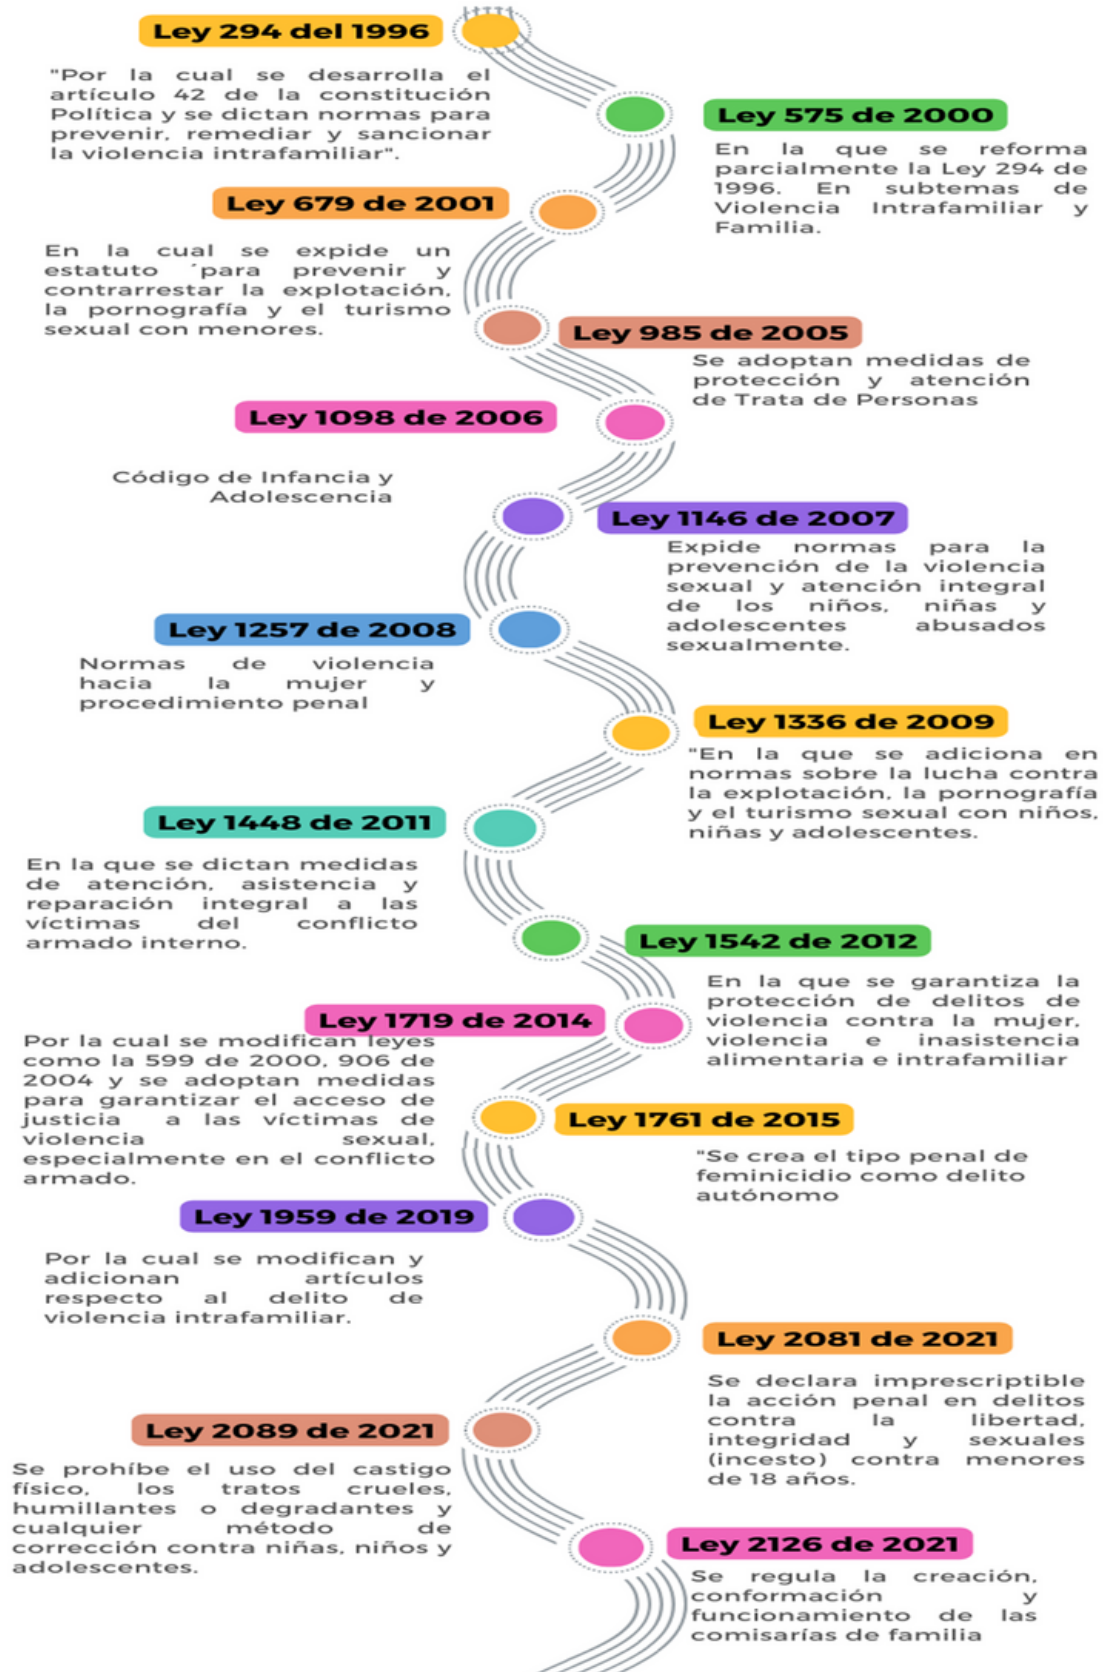 Ley 294 del 1996
"Por la cual se desarrolla el
artículo 42 de la constitución
Política y se dictan normas para
prevenir, remediar y sancionar
la violencia intrafamiliar".
Ley 575 de 2000
En la que se reforma
parcialmente la Ley 294 de
1996. En subtemas de
Violencia Intrafamiliar y
Familia.
Ley 679 de 2001
En la cual se expide un
estatuto ´para prevenir y
contrarrestar la explotación,
la pornografía y el turismo
sexual con menores.
Ley 985 de 2005
Se adoptan medidas de
protección y atención
de Trata de Personas
Ley 1098 de 2006
Código de Infancia y
Adolescencia
Ley 1146 de 2007
Expide normas para la
prevención de la violencia
sexual y atención integral
de los niños, niñas y
adolescentes abusados
sexualmente.
Ley 1257 de 2008
Normas de violencia
hacia la mujer y
procedimiento penal
Ley 1336 de 2009
"En la que se adiciona en
normas sobre la lucha contra
la explotación, la pornografía
y el turismo sexual con niños,
niñas y adolescentes.
Ley 1448 de 2011
En la que se dictan medidas
de atención, asistencia y
reparación integral a las
víctimas del conflicto
armado interno.
Ley 1542 de 2012
En la que se garantiza la
protección de delitos de
violencia contra la mujer,
violencia e inasistencia
alimentaria e intrafamiliar
Ley 1719 de 2014
Por la cual se modifican leyes
como la 599 de 2000, 906 de
2004 y se adoptan medidas
para garantizar el acceso de
justicia a las víctimas de
violencia sexual,
especialmente en el conflicto
armado.
Ley 1761 de 2015
"Se crea el tipo penal de
feminicidio como delito
autónomo
Ley 1959 de 2019
Por la cual se modifican y
adicionan artículos
respecto al delito de
violencia intrafamiliar.
Ley 2081 de 2021
Se declara imprescriptible
la acción penal en delitos
contra la libertad,
integridad y sexuales
(incesto) contra menores
de 18 años.
Ley 2089 de 2021
Se prohíbe el uso del castigo
físico, los tratos crueles,
humillantes o degradantes y
cualquier método de
corrección contra niñas, niños y
adolescentes.
Ley 2126 de 2021
Se regula la creación,
conformación y
funcionamiento de las
comisarías de familia